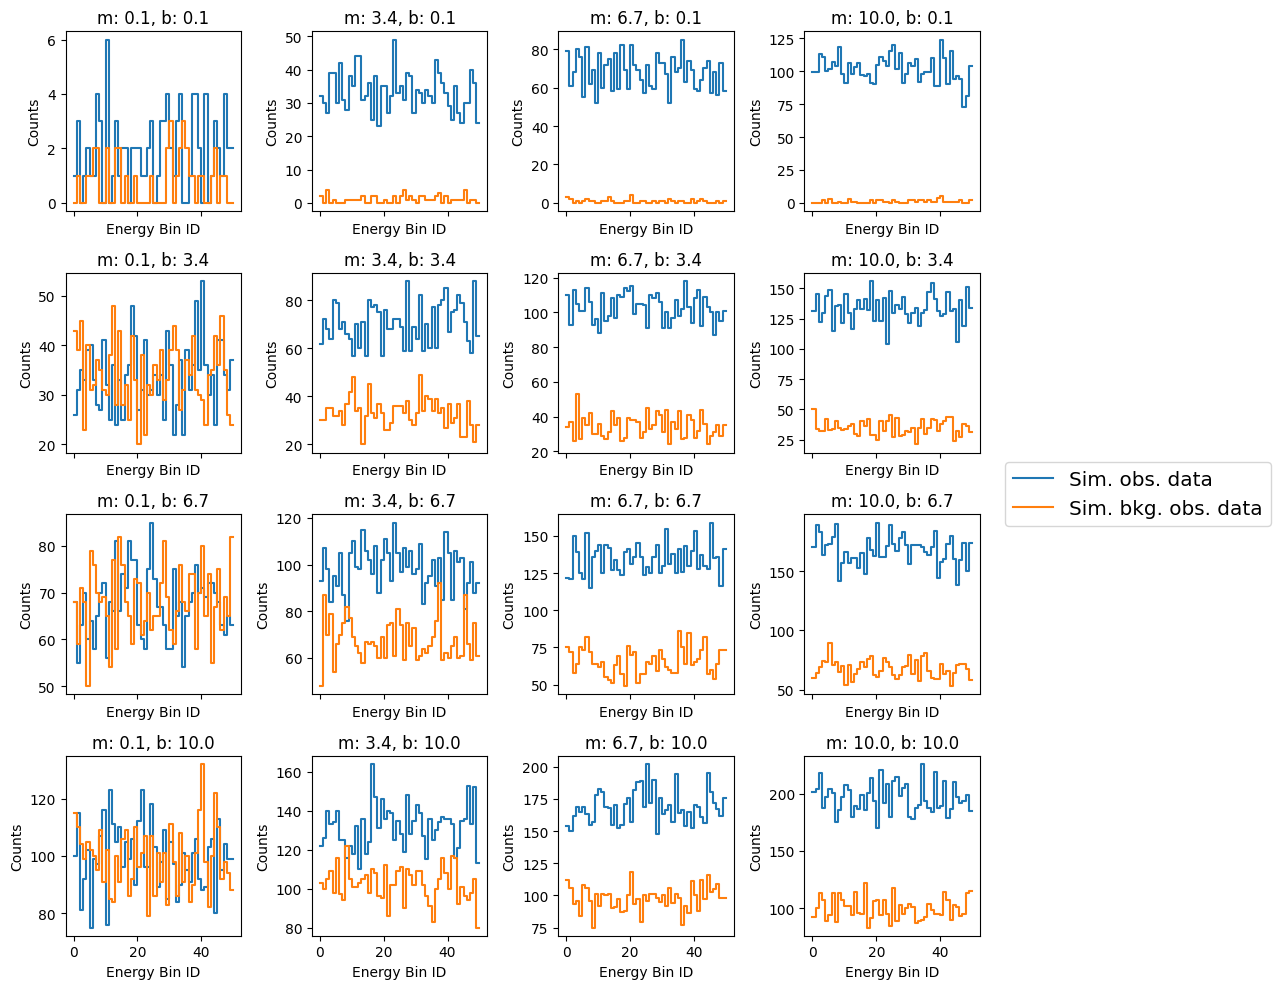 m: 0.1, b: 0.1
m: 3.4, b: 0.1
m: 6.7, b: 0.1
m: 10.0, b: 0.1
Counts
6
4
2
0
Energy Bin ID
Counts
50
40
30
20
10
0
Energy Bin ID
Counts
80
60
40
20
0
Energy Bin ID
Counts
125
100
75
50
25
0
Energy Bin ID
m: 0.1, b: 3.4
m: 3.4, b: 3.4
m: 6.7, b: 3.4
m: 10.0, b: 3.4
Counts
50
40
30
20
Energy Bin ID
Counts
80
60
40
20
Energy Bin ID
Counts
120
100
80
60
40
20
Energy Bin ID
Counts
150
125
100
75
50
25
Energy Bin ID
Sim. obs. data
Sim. bkg. obs. data
m: 0.1, b: 6.7
m: 3.4, b: 6.7
m: 6.7, b: 6.7
m: 10.0, b: 6.7
Counts
80
70
60
50
Energy Bin ID
Counts
120
100
80
60
Energy Bin ID
Counts
150
125
100
75
50
Energy Bin ID
Counts
150
100
50
Energy Bin ID
m: 0.1, b: 10.0
m: 3.4, b: 10.0
m: 6.7, b: 10.0
m: 10.0, b: 10.0
Counts
120
100
80
0
40
Energy Bin ID
Counts
160
140
120
100
80
0
40
Energy Bin ID
Counts
200
175
150
125
100
75
0
20
40
Energy Bin ID
Counts
200
150
100
0
20
40
Energy Bin ID